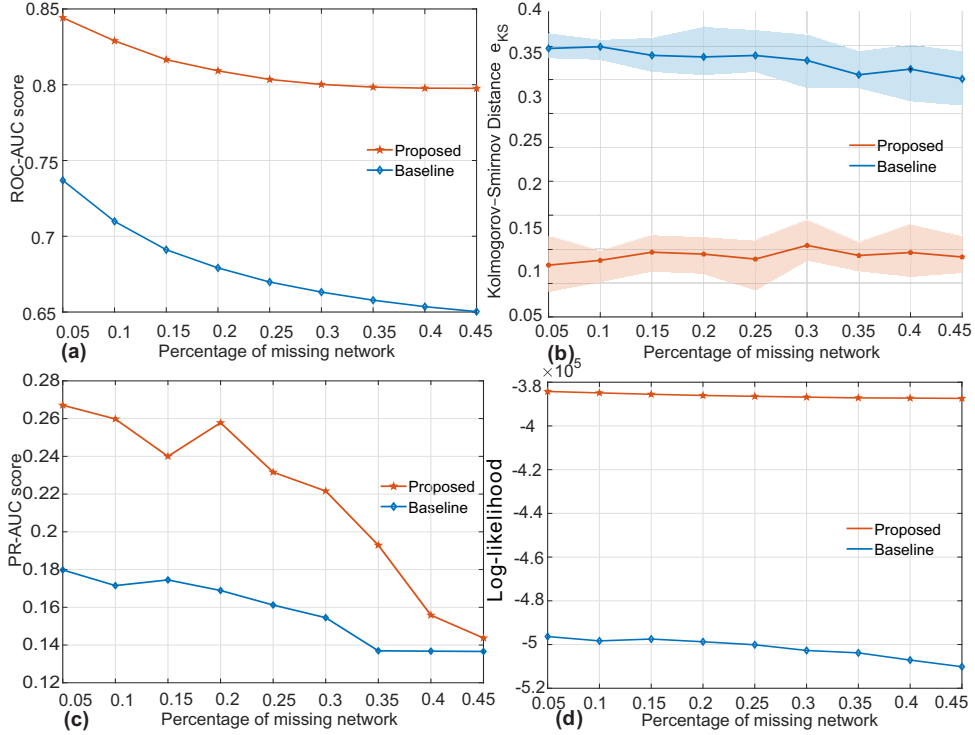 0.85
0.8
0.75
0.7
0.65
ROC-AUC score
Proposed
Baseline
0.05 0.1 0.15 0.2 0.25 0.3 0.35 0.4 0.45
(a) Percentage of missing network
0.4
0.35
0.3
0.25
0.2
0.15
0.1
0.05
Kolmogorov-Smirnov Distance eKS
Proposed
Baseline
0.05 0.1 0.15 0.2 0.25 0.3 0.35 0.4 0.45
(b) Percentage of missing network
0.28
0.26
0.24
0.22
0.2
0.18
0.16
0.14
0.12
PR-AUC score
Proposed
Baseline
0.05 0.1 0.15 0.2 0.25 0.3 0.35 0.4 0.45
(c) Percentage of missing network
×10⁵
-3.8
-4
-4.2
-4.4
-4.6
-4.8
-5
-5.2
Log-likelihood
Proposed
Baseline
0.05 0.1 0.15 0.2 0.25 0.3 0.35 0.4 0.45
(d) Percentage of missing network